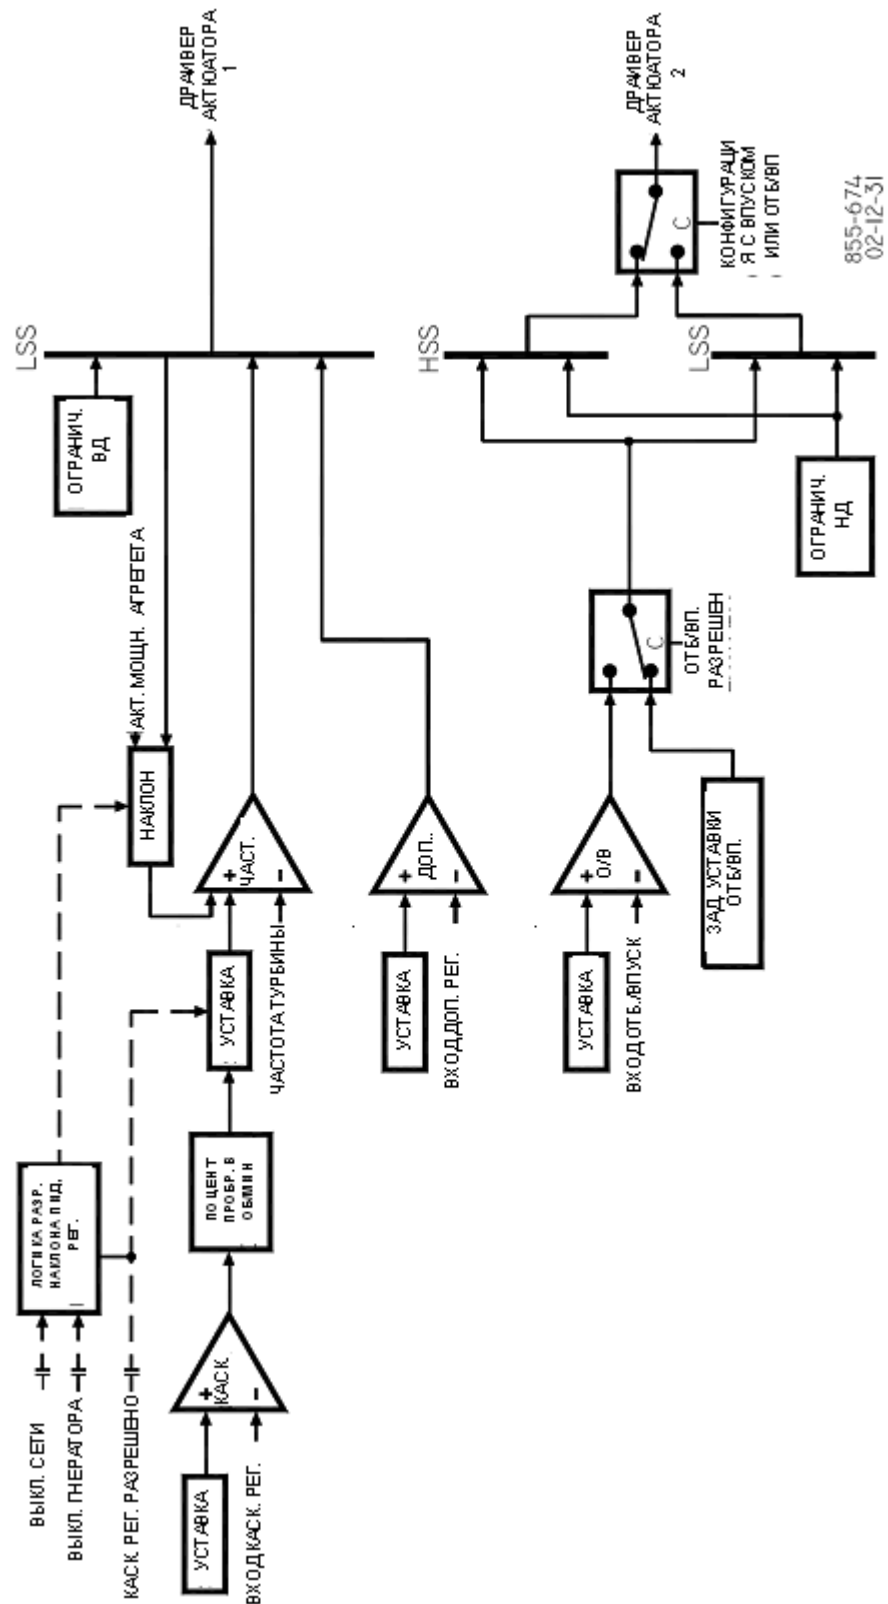 LSS
ВЫКЛ. СЕТИ
ЛОГИКА РАЗР.
НАКЛОНА ПИД,
РЕГ.
ВЫКЛ. ГНЕРАТОРА
КАСК. РЕГ. РАЗРЕШЕНО
ОГРАНИЧ.
ВД
АКТ. МОЩН. АГРЕГЕТА
НАКЛОН
ДРАЙВЕР
АКТЮАТОРА
1
УСТАВКА
+
КАСК.
−
ВХОД КАСК. РЕГ.
ПОЦЕНТ
ПРОБР. В
ОБ/МИН
УСТАВКА
+
ЧАСТ.
−
ЧАСТОТА ТУРБИНЫ
УСТАВКА
+
ДОП..
−
ВХОД ДОП. РЕГ.
HSS
УСТАВКА
+
О/В
−
ВХОД ОТБ./ВПУСК
C
ОТБ/ВП.
РАЗРЕШЕН
ЗАД. УСТАВКИ
ОТБ/ВП.
LSS
ОГРАНИЧ.
НД
ДРАЙВЕР
АКТЮАТОРА
2
C
КОНФИГУРАЦИ
Я С ВПУСКОМ
ИЛИ ОТБ/ВП
855-674
02-12-31